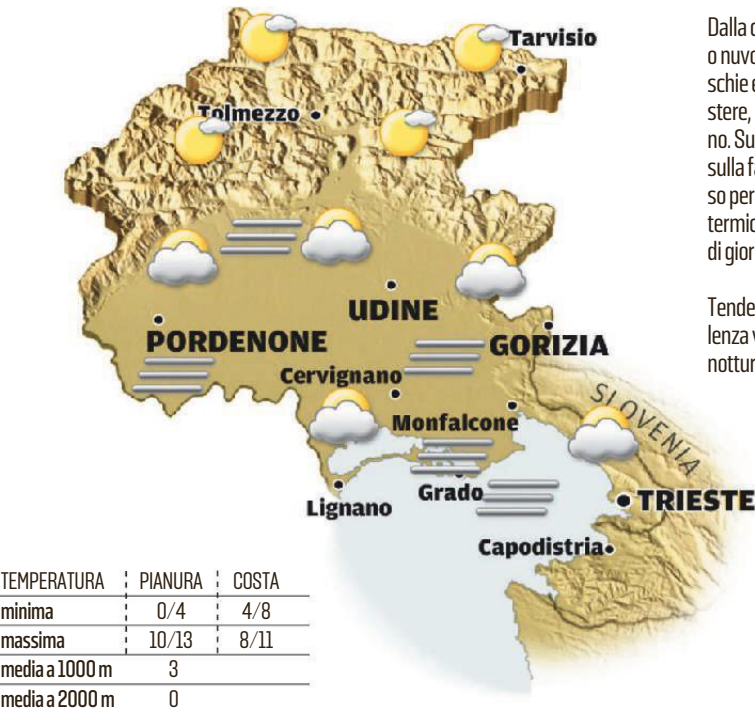 Tarvisio
Tolmezzo
UDINE
PORDENONE
GORIZIA
Cervignano
SLOVENIA
Monfalcone
Grado
Lignano
TRIESTE
Capodistria
Dalla
o nuvo
schie e
stere,
no. Su
sulla fa
so per
termic
di gior
Tende
lenza v
nottur
TEMPERATURA PIANURA COSTA
minima 0/4 4/8
massima 10/13 8/11
media a 1000 m 3
media a 2000 m 0